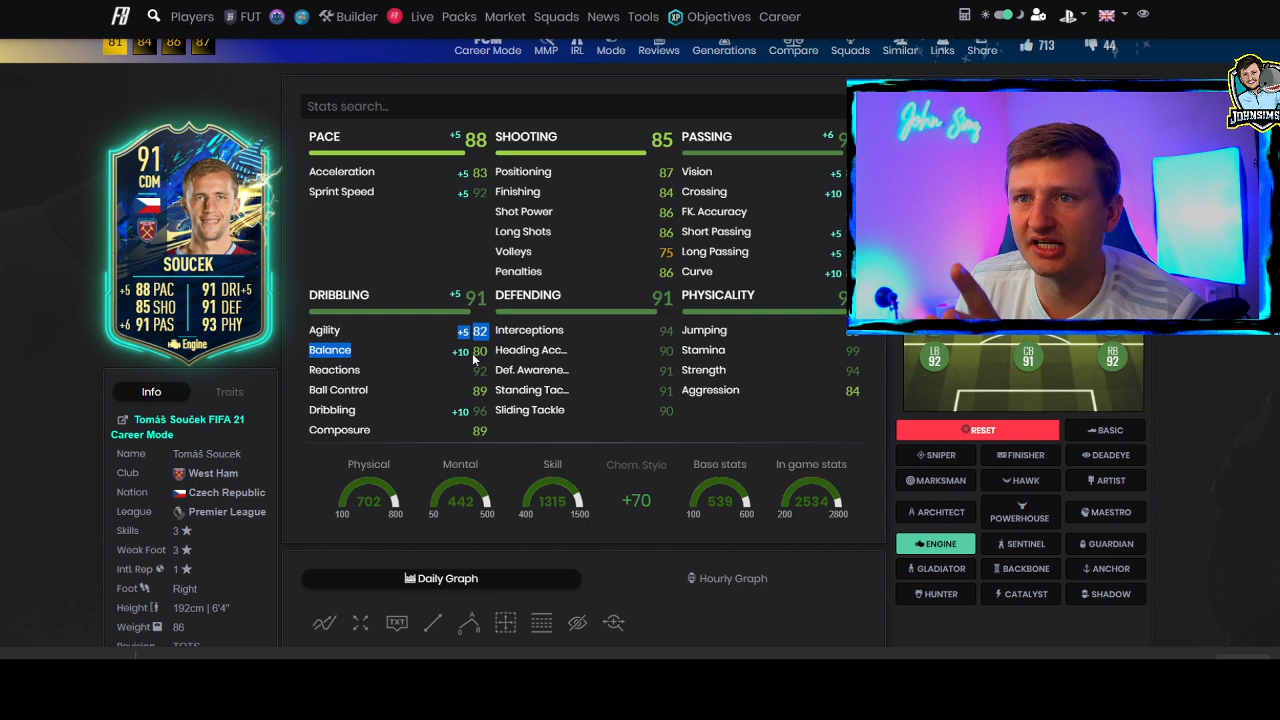 Players FUT Builder Live Packs Market Squads News Tools XP Objectives Career
81 84 86 87
Career Mode MMP IRL Mode Reviews Generations Compare Squads Similar Links Share 713 44
Stats search...
PACE +5 88
Acceleration +5 83
Sprint Speed +5 92
SHOOTING 85
Positioning 87
Finishing 84
Shot Power 86
Long Shots 86
Volleys 75
Penalties 86
PASSING +6
Vision +5
Crossing +10
FK. Accuracy
Short Passing +5
Long Passing +5
Curve +10
DRIBBLING +5 91
Agility +5 82
Balance +10 80
Reactions 92
Ball Control 89
Dribbling +10 96
Composure 89
DEFENDING 91
Interceptions 94
Heading Acc... 90
Def. Awarene... 91
Standing Tac... 91
Sliding Tackle 90
PHYSICALITY
Jumping
Stamina 99
Strength 94
Aggression 84
91
CDM
SOUCEK
+5 88 PAC 91 DRI +5
85 SHO 91 DEF
+6 91 PAS 93 PHY
Engine
John Sims
JOHNSIMS
LB 92
CB 91
RB 92
Info Traits
Tomáš Souček FIFA 21
Career Mode
Name Tomáš Soucek
Club West Ham
Nation Czech Republic
League Premier League
Skills 3
Weak Foot 3
Intl. Rep 1
Foot Right
Height 192cm | 6'4"
Weight 86
Revision TOTS
Physical 702 100 800
Mental 442 50 500
Skill 1315 400 1500
Chem. Style +70
Base stats 539 100 600
In game stats 2534 200 2800
RESET BASIC
SNIPER FINISHER DEADEYE
MARKSMAN HAWK ARTIST
ARCHITECT POWERHOUSE MAESTRO
ENGINE SENTINEL GUARDIAN
GLADIATOR BACKBONE ANCHOR
HUNTER CATALYST SHADOW
Daily Graph Hourly Graph
TXT